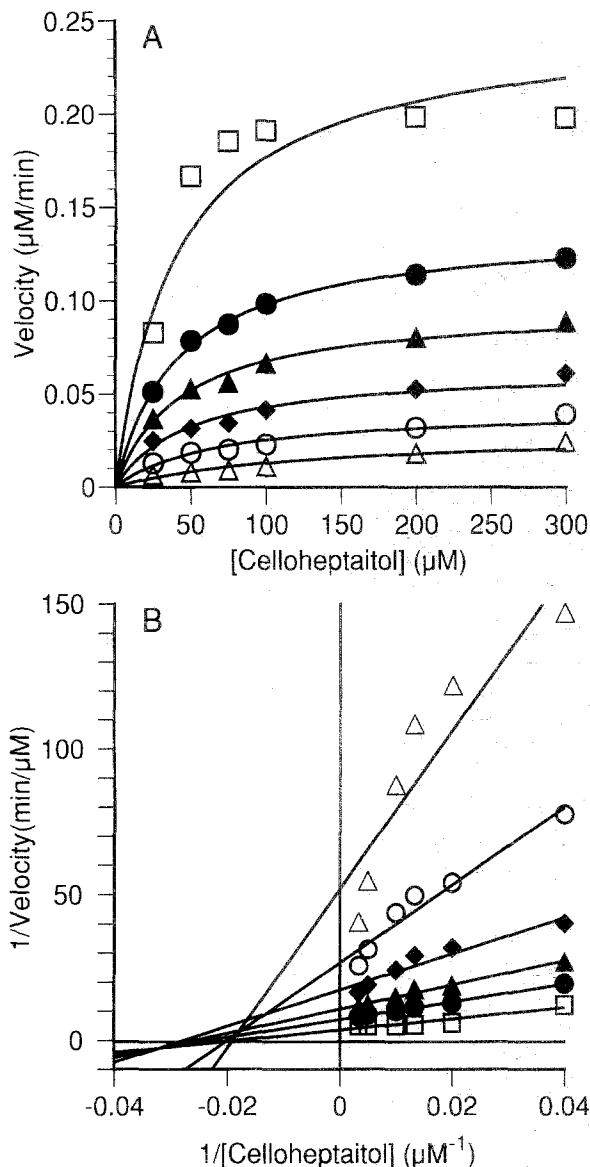 A
0.25
0.20
0.15
0.10
0.05
0
Velocity (µM/min)
0 50 100 150 200 250 300
[Celloheptaitol] (µM)
B
150
100
50
0
1/Velocity(min/µM)
-0.04 -0.02 0 0.02 0.04
1/[Celloheptaitol] (µM⁻¹)